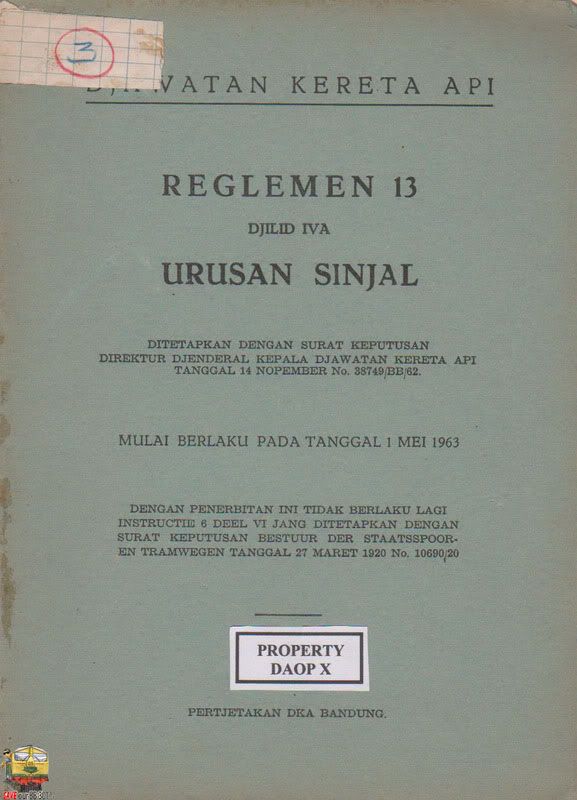 3
DJAWATAN KERETA API
REGLEMEN 13
DJILID IVA
URUSAN SINJAL
DITETAPKAN DENGAN SURAT KEPUTUSAN
DIREKTUR DJENDERAL KEPALA DJAWATAN KERETA API
TANGGAL 14 NOPEMBER No. 38749/BB/62.
MULAI BERLAKU PADA TANGGAL 1 MEI 1963
DENGAN PENERBITAN INI TIDAK BERLAKU LAGI
INSTRUCTIE 6 DEEL VI JANG DITETAPKAN DENGAN
SURAT KEPUTUSAN BESTUUR DER STAATSSPOOR-
EN TRAMWEGEN TANGGAL 27 MARET 1920 No. 10690/20
PROPERTY
DAOP X
PERTJETAKAN DKA BANDUNG.